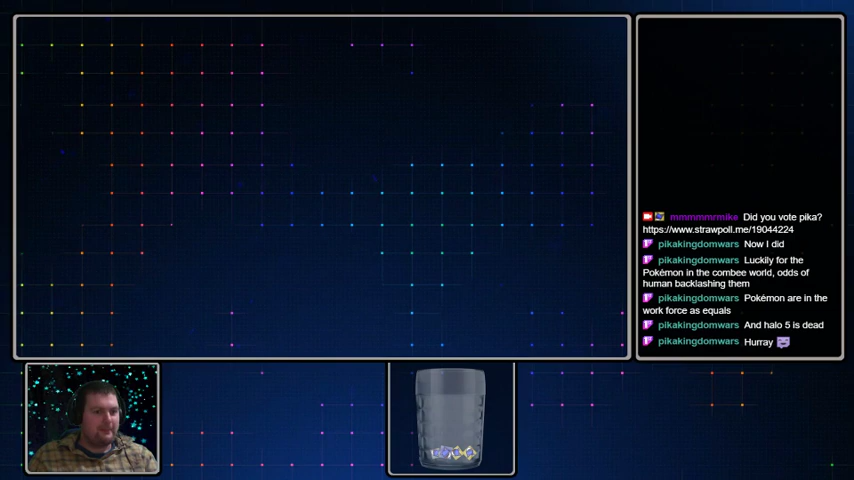 mmmmmrmike Did you vote pika?
https://www.strawpoll.me/19044224
pikakingdomwars Now I did
pikakingdomwars Luckily for the
Pokémon in the combee world, odds of
human backlashing them
pikakingdomwars Pokémon are in the
work force as equals
pikakingdomwars And halo 5 is dead
pikakingdomwars Hurray